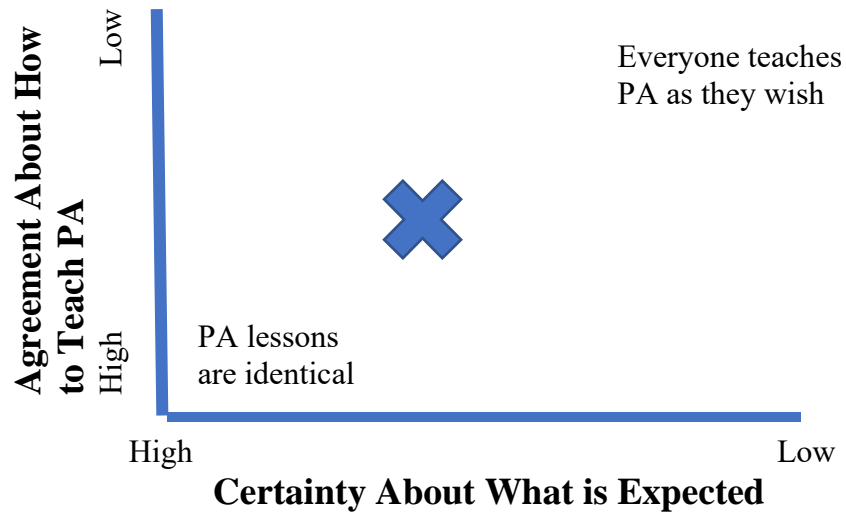 Agreement About How
to Teach PA
Low
High
Everyone teaches
PA as they wish
PA lessons
are identical
High
Low
Certainty About What is Expected